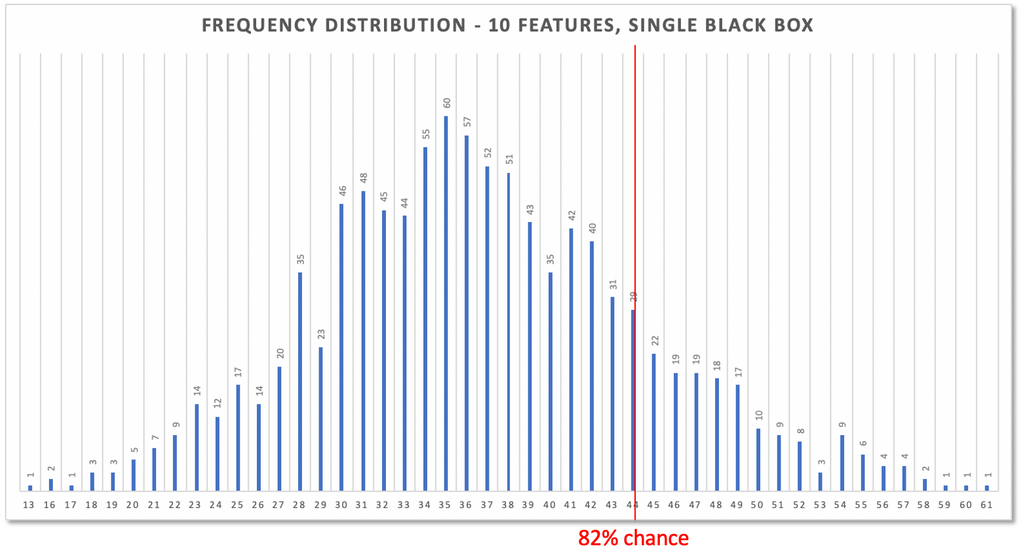 FREQUENCY DISTRIBUTION - 10 FEATURES, SINGLE BLACK BOX
1 2 1 3 3 5 7 9 14 12 17 14 20 35 23 46 48 45 44 55 60 57 52 51 43 35 42 40 31 29 22 19 19 18 17 10 9 8 3 9 6 4 4 2 1 1 1
13 16 17 18 19 20 21 22 23 24 25 26 27 28 29 30 31 32 33 34 35 36 37 38 39 40 41 42 43 44 45 46 47 48 49 50 51 52 53 54 55 56 57 58 59 60 61
82% chance